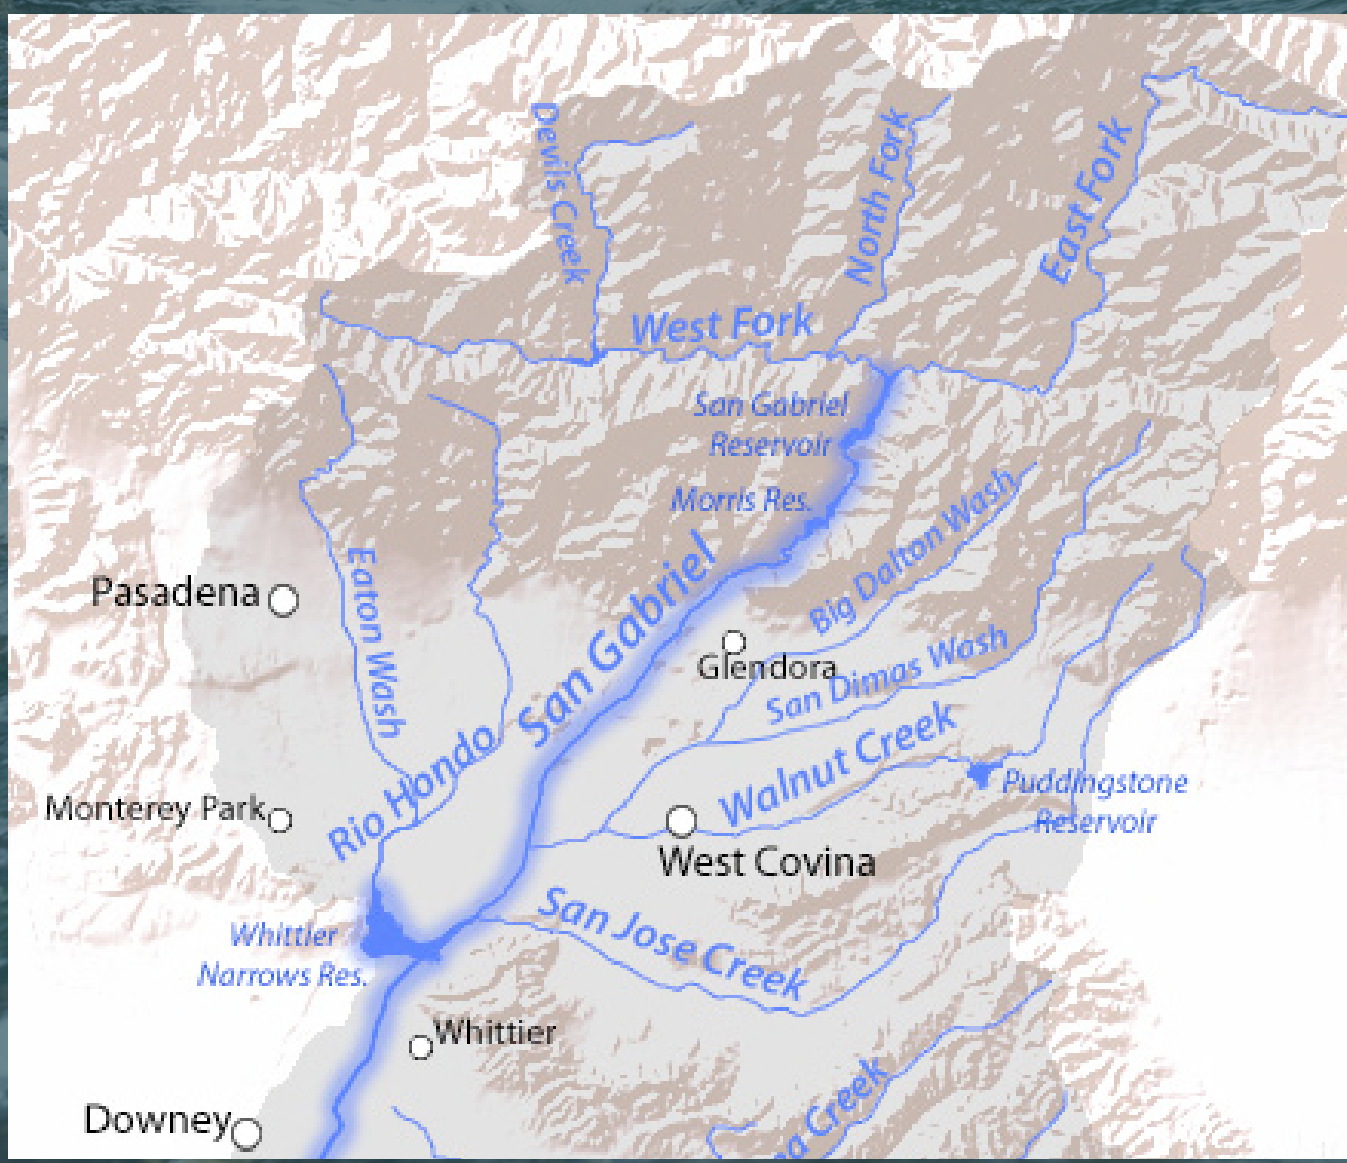 Devils Creek
North Fork
East Fork
West Fork
San Gabriel
Reservoir
Morris Res.
Big Dalton Wash
San Gabriel
Eaton Wash
Pasadena
Glendora
San Dimas Wash
Walnut Creek
Rio Hondo
Puddingstone
Reservoir
Monterey Park
West Covina
San Jose Creek
Whittier
Narrows Res.
Whittier
Creek
Downey